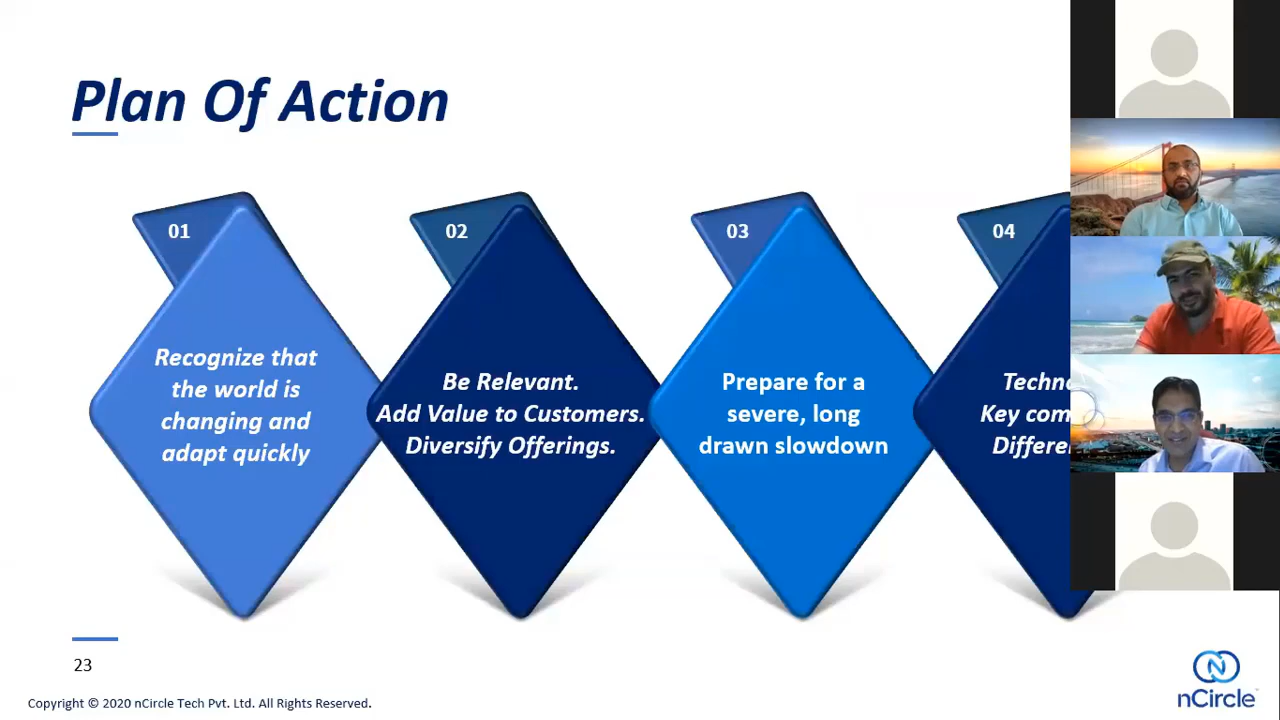 Plan Of Action
01
Recognize that
the world is
changing and
adapt quickly
02
Be Relevant.
Add Value to Customers.
Diversify Offerings.
03
Prepare for a
severe, long
drawn slowdown
04
Key
23
Copyright © 2020 nCircle Tech Pvt. Ltd. All Rights Reserved.
nCircle